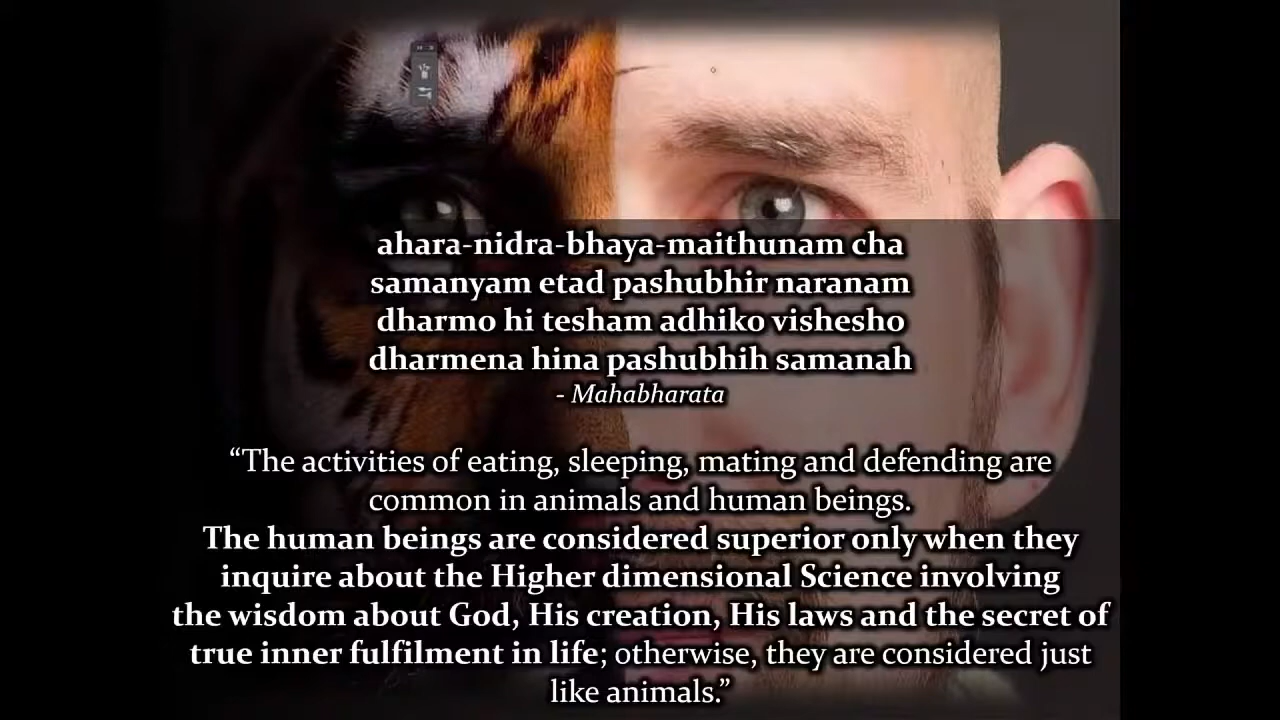 ahara-nidra-bhaya-maithunam cha
samanyam etad pashubhir naranam
dharmo hi tesham adhiko vishesho
dharmena hina pashubhih samanah
- Mahabharata
“The activities of eating, sleeping, mating and defending are
common in animals and human beings.
The human beings are considered superior only when they
inquire about the Higher dimensional Science involving
the wisdom about God, His creation, His laws and the secret of
true inner fulfilment in life; otherwise, they are considered just
like animals.”